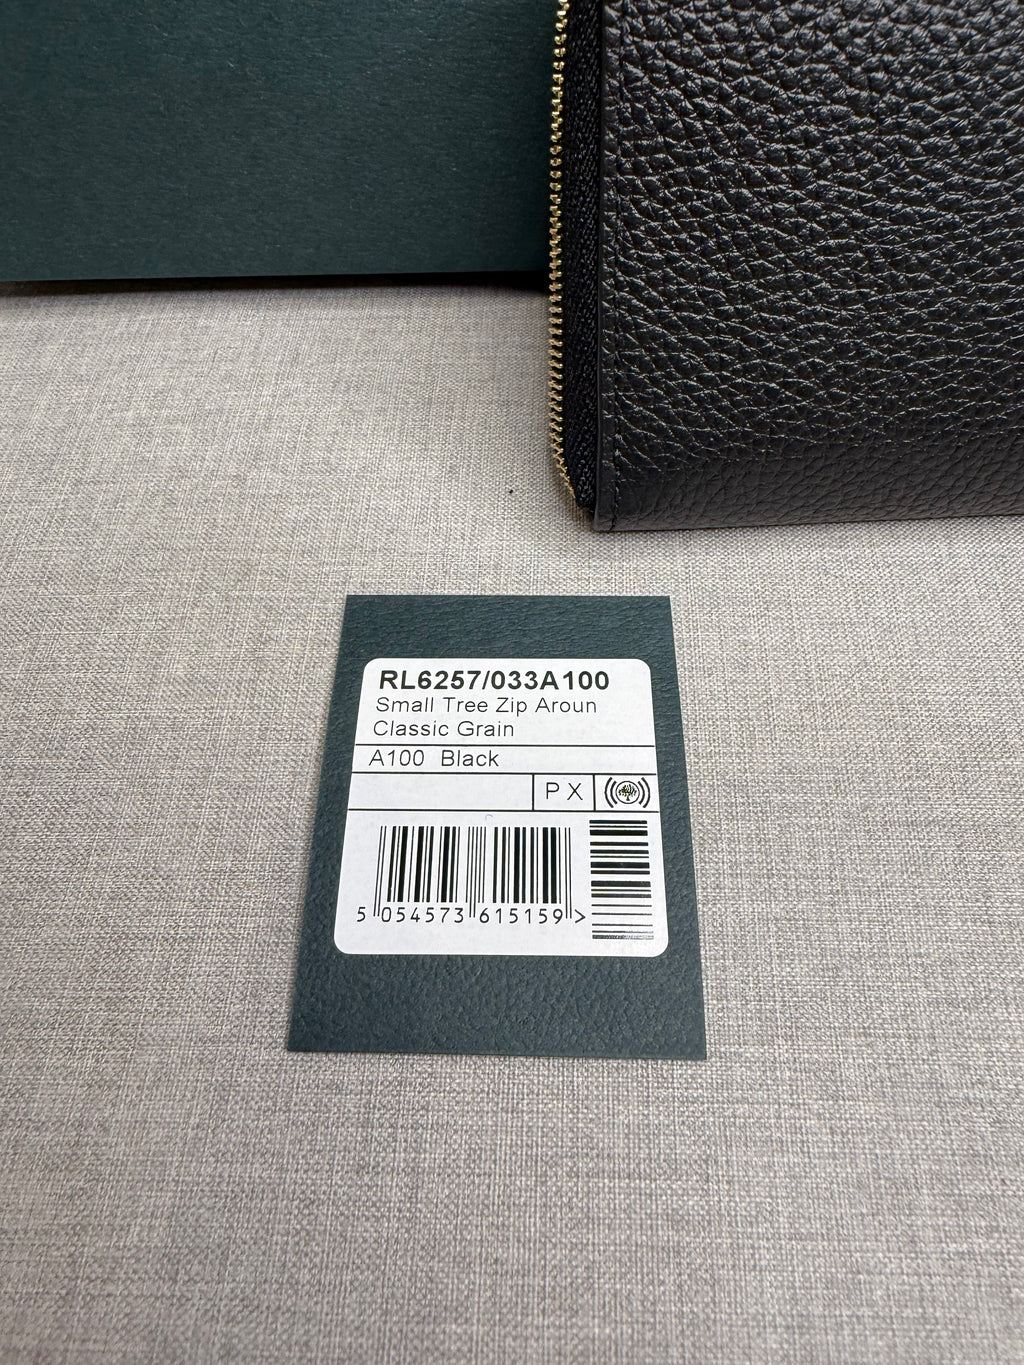 RL6257/033A100
Small Tree Zip Aroun
Classic Grain
A100 Black
P X
5 054573 615159 >